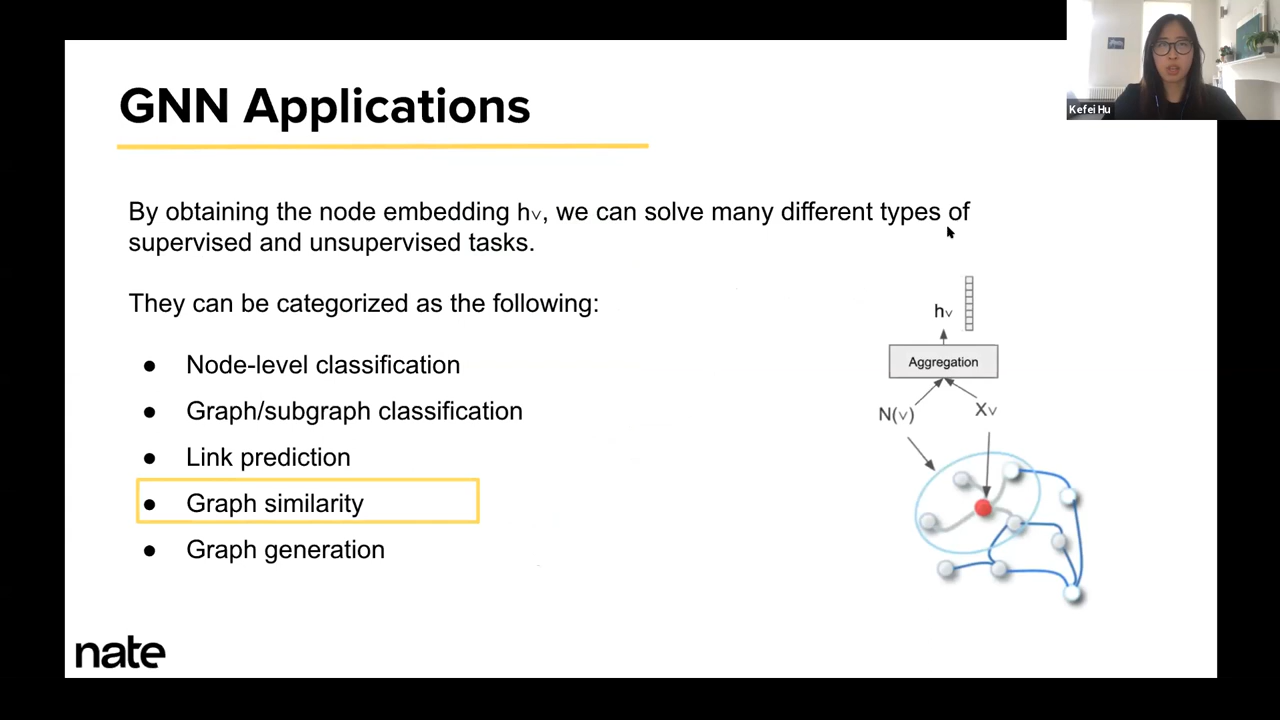 GNN Applications
Kefei Hu
By obtaining the node embedding hv, we can solve many different types of
supervised and unsupervised tasks.
They can be categorized as the following:
● Node-level classification
● Graph/subgraph classification
● Link prediction
● Graph similarity
● Graph generation
hv
Aggregation
N(v)
Xv
nate